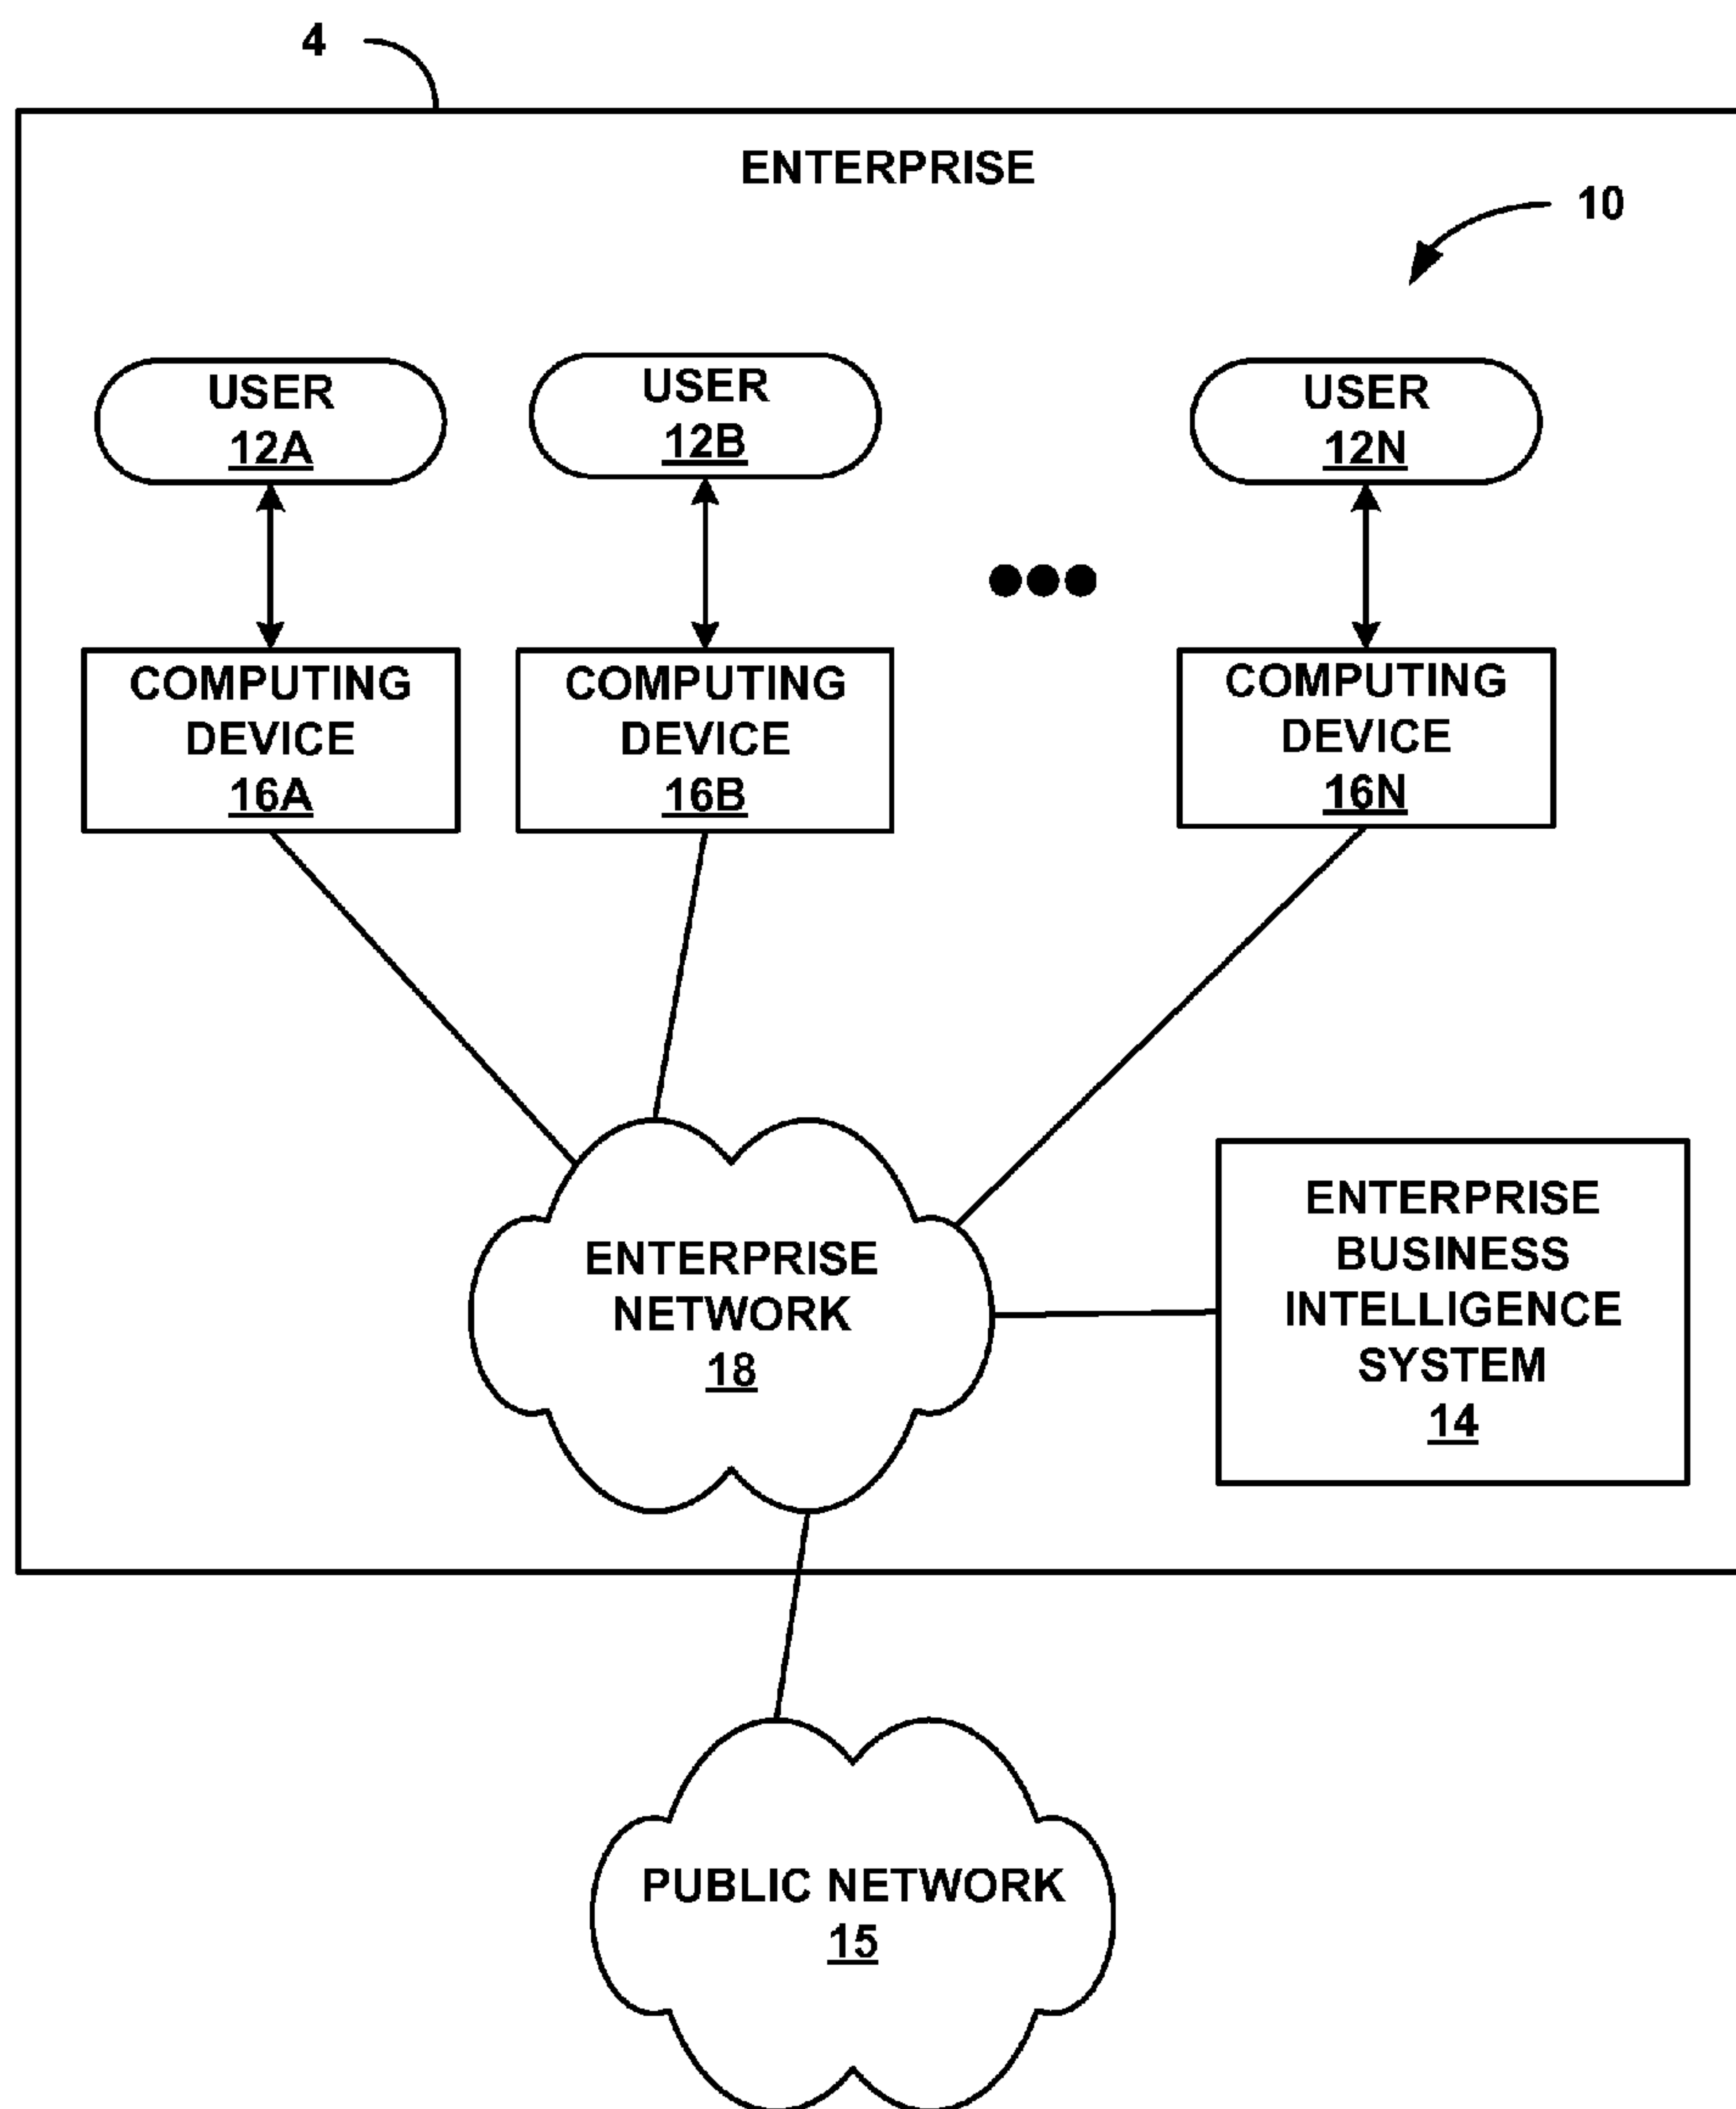 4
ENTERPRISE
10
USER
12A
USER
12B
USER
12N
COMPUTING
DEVICE
16A
COMPUTING
DEVICE
16B
COMPUTING
DEVICE
16N
ENTERPRISE
NETWORK
18
ENTERPRISE
BUSINESS
INTELLIGENCE
SYSTEM
14
PUBLIC NETWORK
15